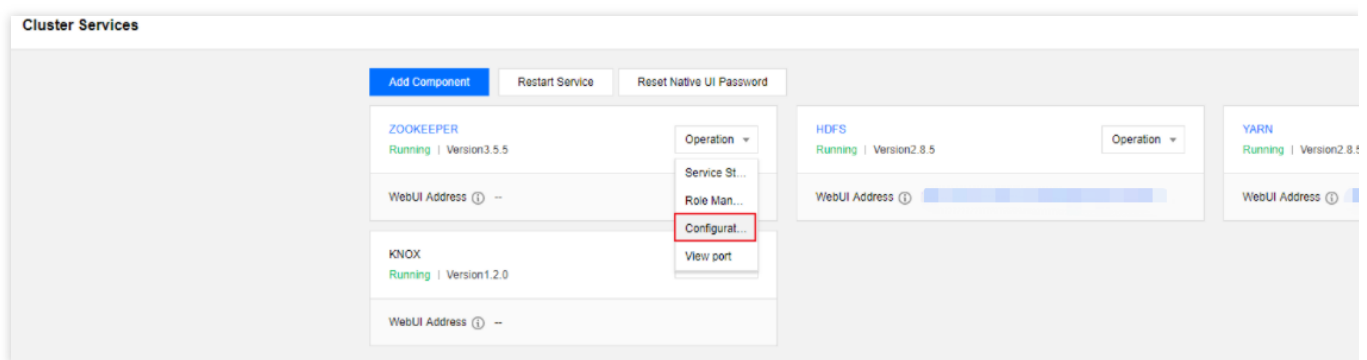 Cluster Services
Add Component
Restart Service
Reset Native UI Password
ZOOKEEPER
Running | Version3.5.5
Operation
WebUI Address --
Service St...
Role Man...
Configurat...
View port
HDFS
Running | Version2.8.5
Operation
WebUI Address
YARN
Running | Version2.8.5
WebUI Address
KNOX
Running | Version1.2.0
WebUI Address --